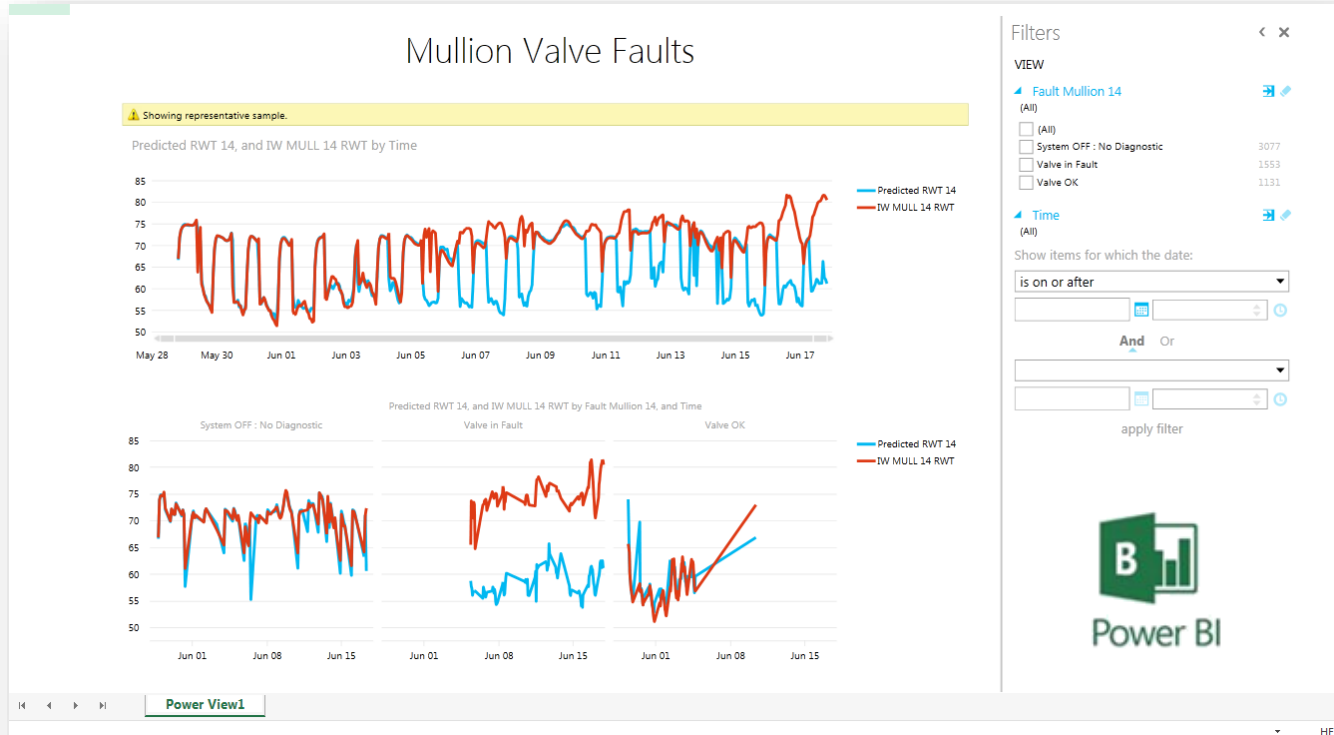 Mullion Valve Faults
Showing representative sample.
Predicted RWT 14, and IW MULL 14 RWT by Time
85
80
75
70
65
60
55
50
May 28 May 30 Jun 01 Jun 03 Jun 05 Jun 07 Jun 09 Jun 11 Jun 13 Jun 15 Jun 17
Predicted RWT 14
IW MULL 14 RWT
Predicted RWT 14, and IW MULL 14 RWT by Fault Mullion 14, and Time
System OFF : No Diagnostic Valve in Fault Valve OK
85
80
75
70
65
60
55
50
Jun 01 Jun 08 Jun 15 Jun 01 Jun 08 Jun 15 Jun 01 Jun 08 Jun 15
Predicted RWT 14
IW MULL 14 RWT
Filters
VIEW
Fault Mullion 14
(All)
(All)
System OFF : No Diagnostic 3077
Valve in Fault 1553
Valve OK 1131
Time
(All)
Show items for which the date:
is on or after
And Or
apply filter
B
Power BI
Power View1